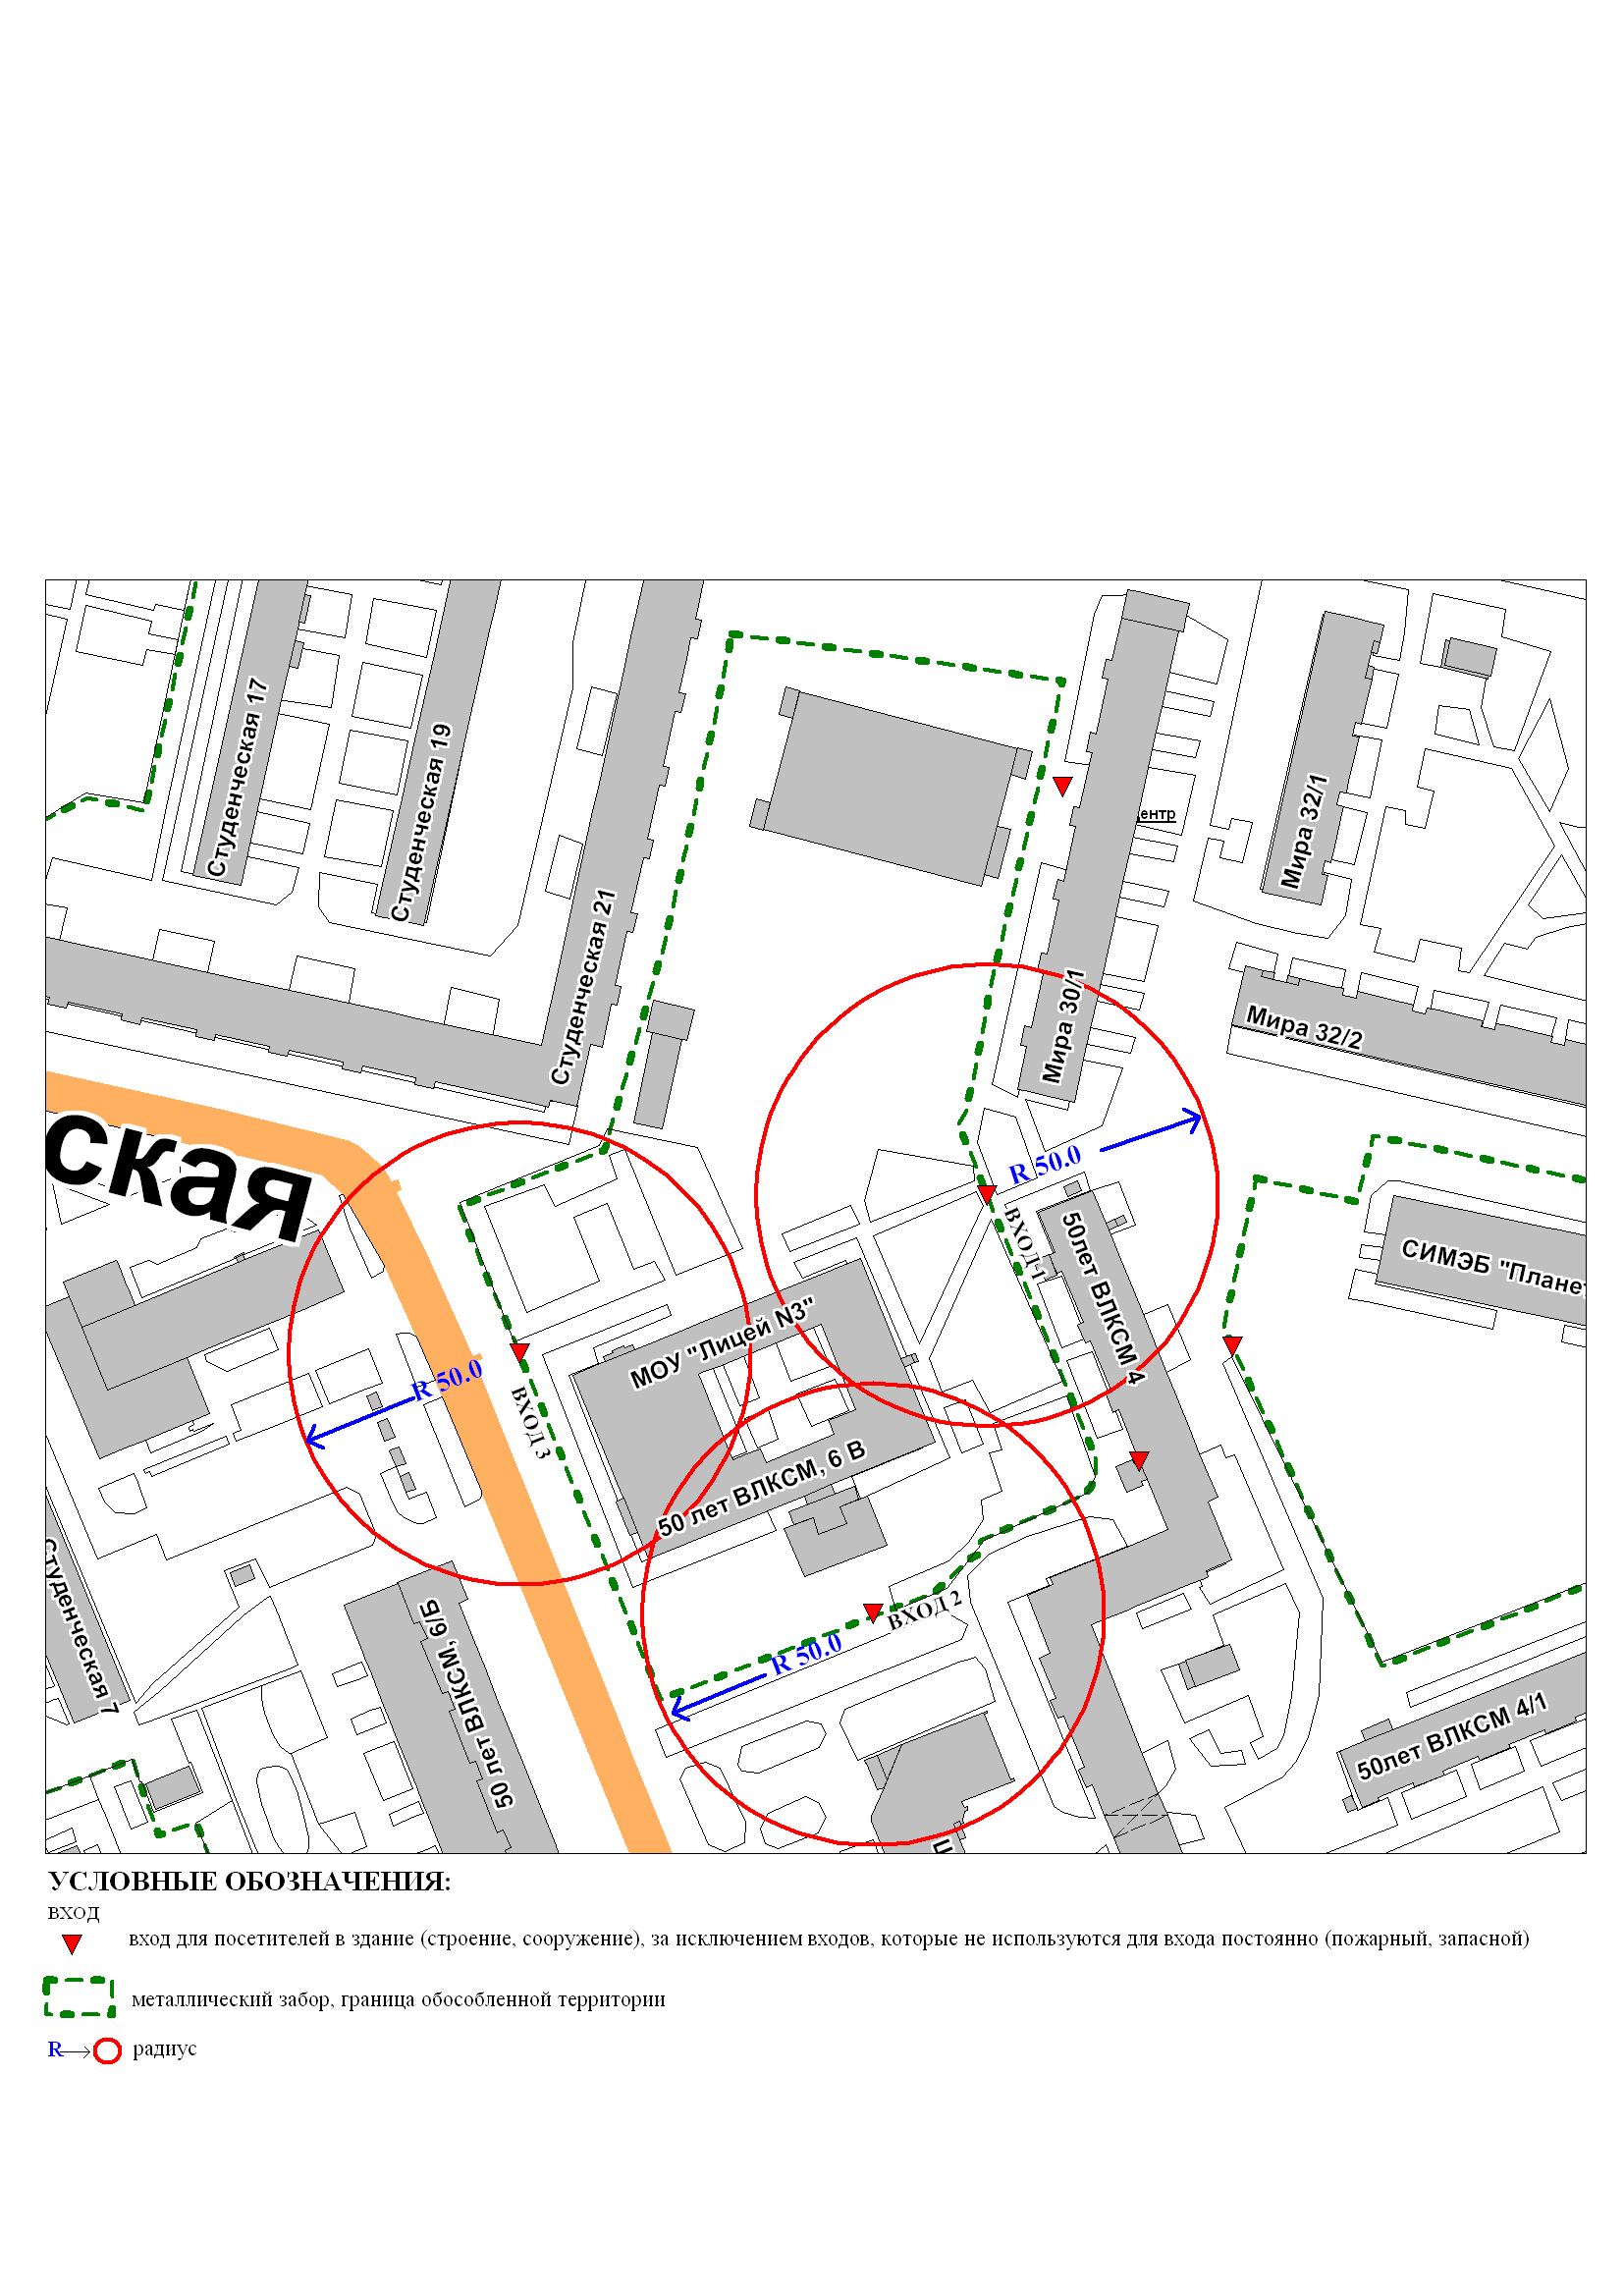 Студенческая 17
Студенческая 19
Студенческая 21
Мира 32/1
центр
Мира 30/1
Мира 32/2
ская
R 50.0
ВХОД-1
50лет ВЛКСМ 4
СИМЭБ "Планет
МОУ "Лицей N3"
R 50.0
ВХОД 3
50 лет ВЛКСМ, 6 В
Студенческая 7
50 лет ВЛКСМ, 6/Б
ВХОД 2
R 50.0
50лет ВЛКСМ 4/1
УСЛОВНЫЕ ОБОЗНАЧЕНИЯ:
ВХОД
вход для посетителей в здание (строение, сооружение), за исключением входов, которые не используются для входа постоянно (пожарный, запасной)
металлический забор, граница обособленной территории
R
радиус